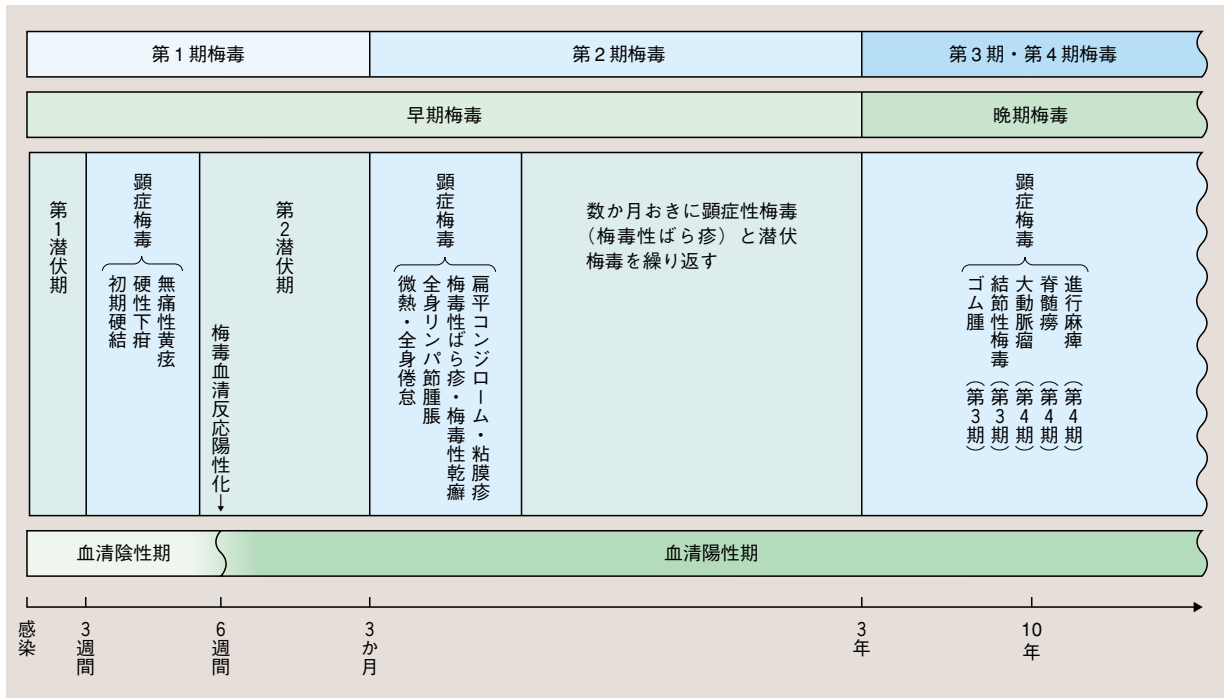 第1期梅毒
第2期梅毒
第3期・第4期梅毒
早期梅毒
晩期梅毒
第1潜伏期
顕症梅毒
初期硬結
硬性下疳
無痛性黄痃
梅毒血清反応陽性化→
第2潜伏期
顕症梅毒
微熱・全身倦怠
全身リンパ節腫脹
梅毒性ばら疹・梅毒性乾癬
扁平コンジローム・粘膜疹
数か月おきに顕症性梅毒
(梅毒性ばら疹)と潜伏
梅毒を繰り返す
顕症梅毒
ゴム腫(第3期)
結節性梅毒(第3期)
大動脈瘤(第4期)
脊髄癆(第4期)
進行麻痺(第4期)
血清陰性期
血清陽性期
感染
3週間
6週間
3か月
3年
10年